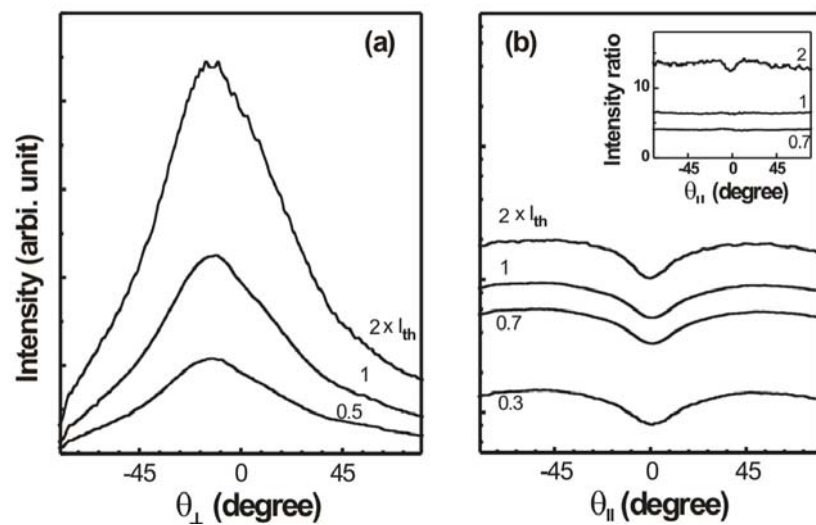 (a)
Intensity (arbi. unit)
2 x Ith
1
0.5
-45
0
45
θ⊥ (degree)
(b)
Intensity ratio
2
10
1
0.7
0
-45
0
45
θ|| (degree)
2 x Ith
1
0.7
0.3
-45
0
45
θ|| (degree)